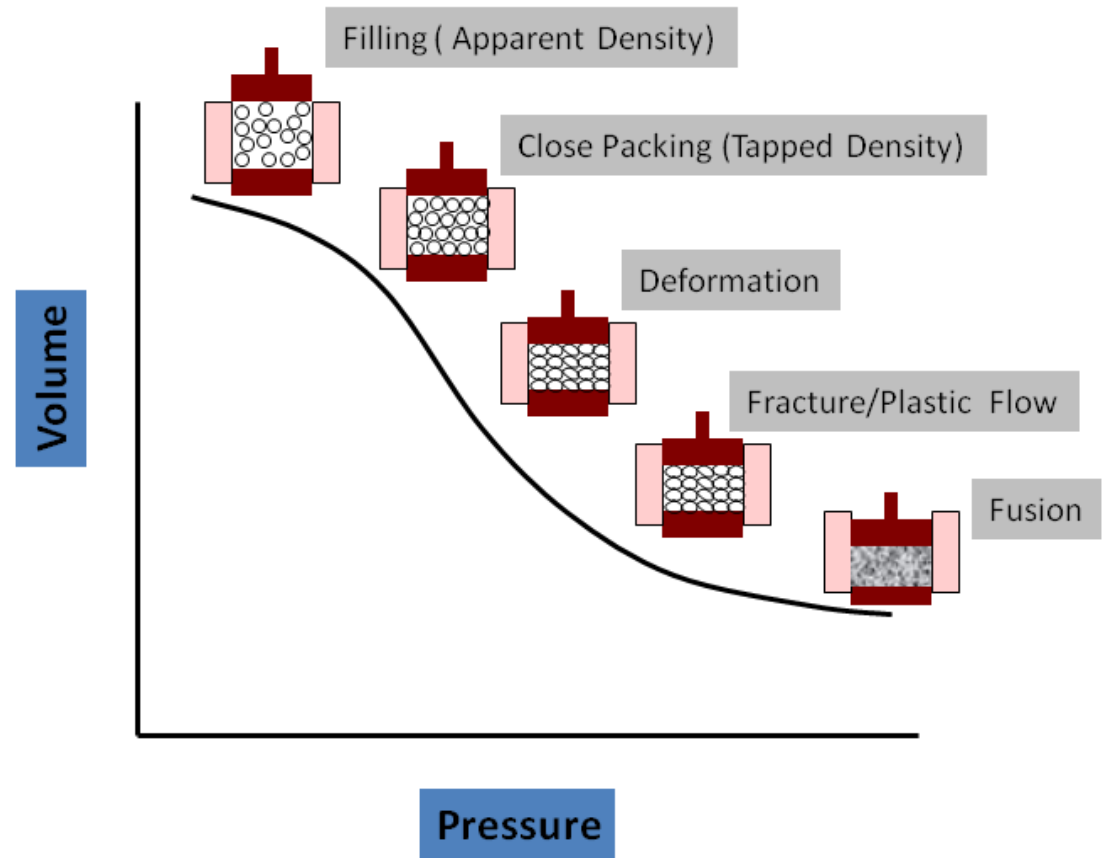 Filling ( Apparent Density)
Close Packing (Tapped Density)
Deformation
Fracture/Plastic Flow
Fusion
Volume
Pressure